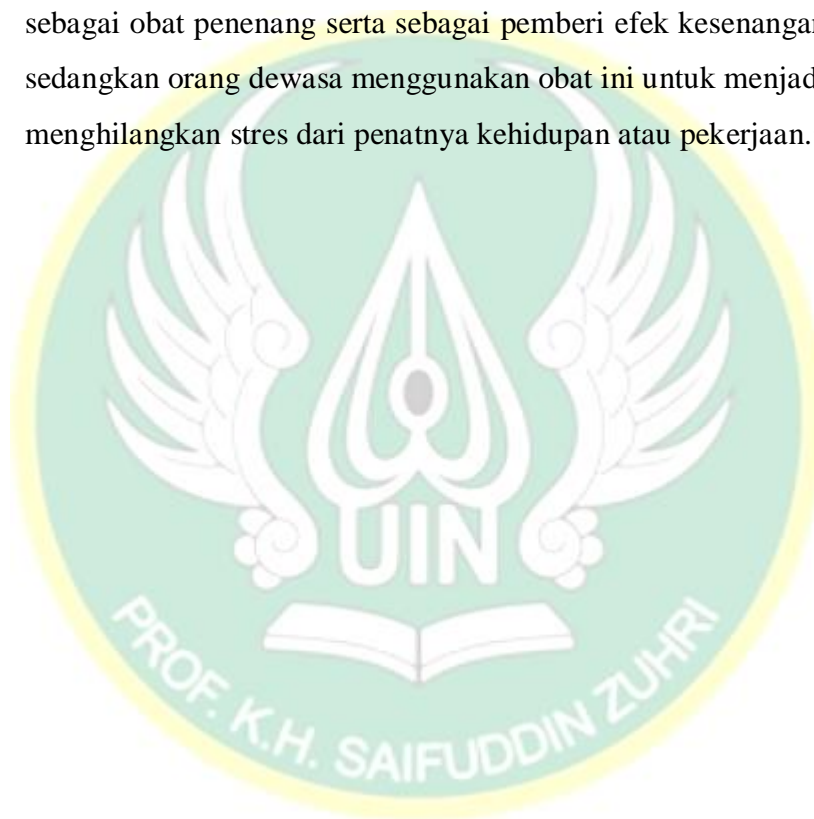 sebagai obat penenang serta sebagai pemberi efek kesenangan
sedangkan orang dewasa menggunakan obat ini untuk
menghilangkan stres dari penatnya kehidupan atau pekerjaan.
UIN
PROF. K.H. SAIFUDDIN ZUHRI